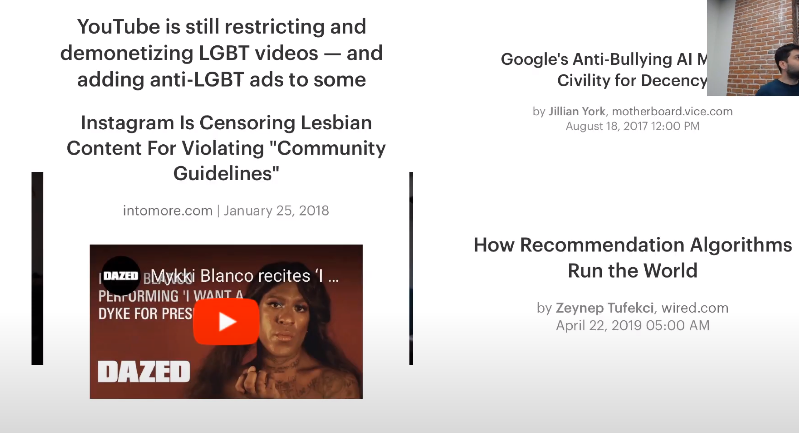 YouTube is still restricting and
demonetizing LGBT videos — and
adding anti-LGBT ads to some
Instagram Is Censoring Lesbian
Content For Violating "Community
Guidelines"
intomore.com | January 25, 2018
DAZED
Mykki Blanco recites 'I ...
BLANCO
PERFORMING 'I WANT A
DYKE FOR PRES
DAZED
Google's Anti-Bullying AI M
Civility for Decency
by Jillian York, motherboard.vice.com
August 18, 2017 12:00 PM
How Recommendation Algorithms
Run the World
by Zeynep Tufekci, wired.com
April 22, 2019 05:00 AM